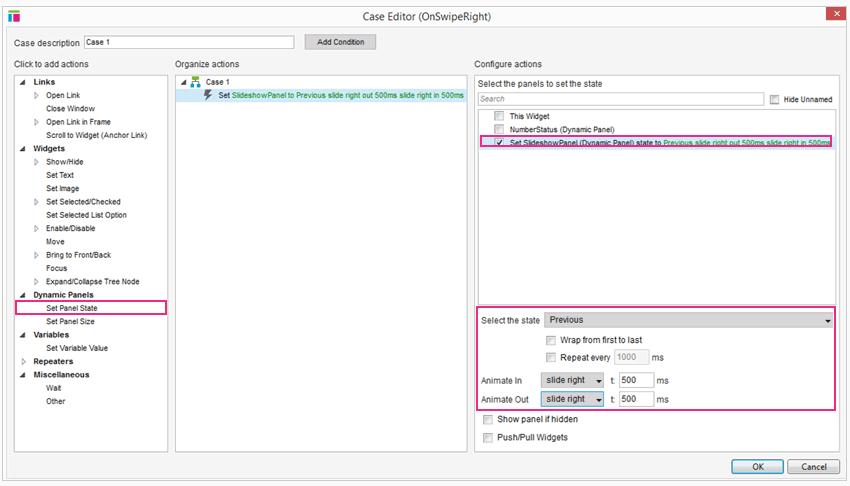 Case Editor (OnSwipeRight)
Case description Case 1 Add Condition
Click to add actions
Links
Open Link
Close Window
Open Link in Frame
Scroll to Widget (Anchor Link)
Widgets
Show/Hide
Set Text
Set Image
Set Selected/Checked
Set Selected List Option
Enable/Disable
Move
Bring to Front/Back
Focus
Expand/Collapse Tree Node
Dynamic Panels
Set Panel State
Set Panel Size
Variables
Set Variable Value
Repeaters
Miscellaneous
Wait
Other
Organize actions
Case 1
Set SlideshowPanel to Previous slide right out 500ms slide right in 500ms
Configure actions
Select the panels to set the state
Search Hide Unnamed
This Widget
NumberStatus (Dynamic Panel)
Set SlideshowPanel (Dynamic Panel) state to Previous slide right out 500ms slide right in 500ms
Select the state Previous
Wrap from first to last
Repeat every 1000 ms
Animate In slide right t: 500 ms
Animate Out slide right t: 500 ms
Show panel if hidden
Push/Pull Widgets
OK Cancel